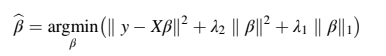 β̂ = argmin(∥ y − Xβ∥² + λ₂ ∥ β∥² + λ₁ ∥ β∥₁)
β